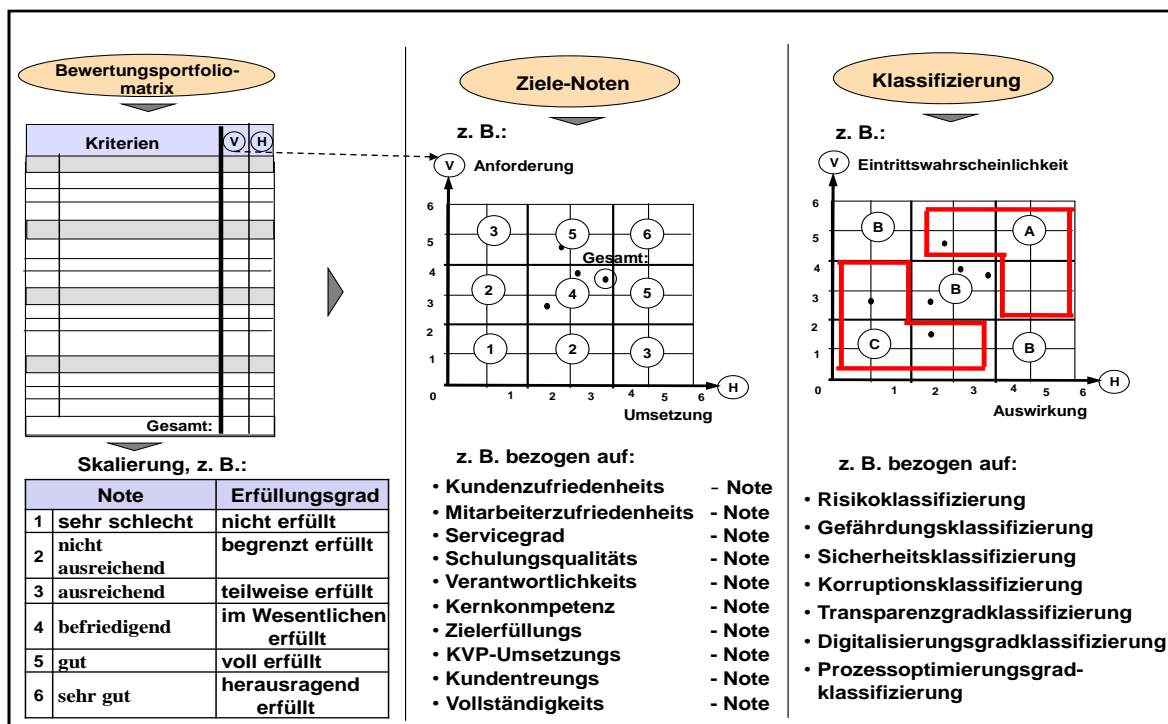 Bewertungsportfolio-
matrix
Kriterien
V
H
Gesamt:
Skalierung, z. B.:
Note
Erfüllungsgrad
1 sehr schlecht nicht erfüllt
2 nicht
ausreichend
begrenzt erfüllt
3 ausreichend teilweise erfüllt
4 befriedigend im Wesentlichen
erfüllt
5 gut voll erfüllt
6 sehr gut herausragend
erfüllt
Ziele-Noten
z. B.:
V Anforderung
6
5
4
3
2
1
0
3 5 6
Gesamt:
2 4 5
1 2 3
1 2 3 4 5 6
H
Umsetzung
z. B. bezogen auf:
• Kundenzufriedenheits - Note
• Mitarbeiterzufriedenheits - Note
• Servicegrad - Note
• Schulungsqualitäts - Note
• Verantwortlichkeits - Note
• Kernkonmpetenz - Note
• Zielerfüllungs - Note
• KVP-Umsetzungs - Note
• Kundentreungs - Note
• Vollständigkeits - Note
Klassifizierung
z. B.:
V Eintrittswahrscheinlichkeit
6
5
4
3
2
1
0
B A
B
C B
1 2 3 4 5 6
H
Auswirkung
z. B. bezogen auf:
• Risikoklassifizierung
• Gefährdungsklassifizierung
• Sicherheitsklassifizierung
• Korruptionsklassifizierung
• Transparenzgradklassifizierung
• Digitalisierungsgradklassifizierung
• Prozessoptimierungsgrad-
klassifizierung